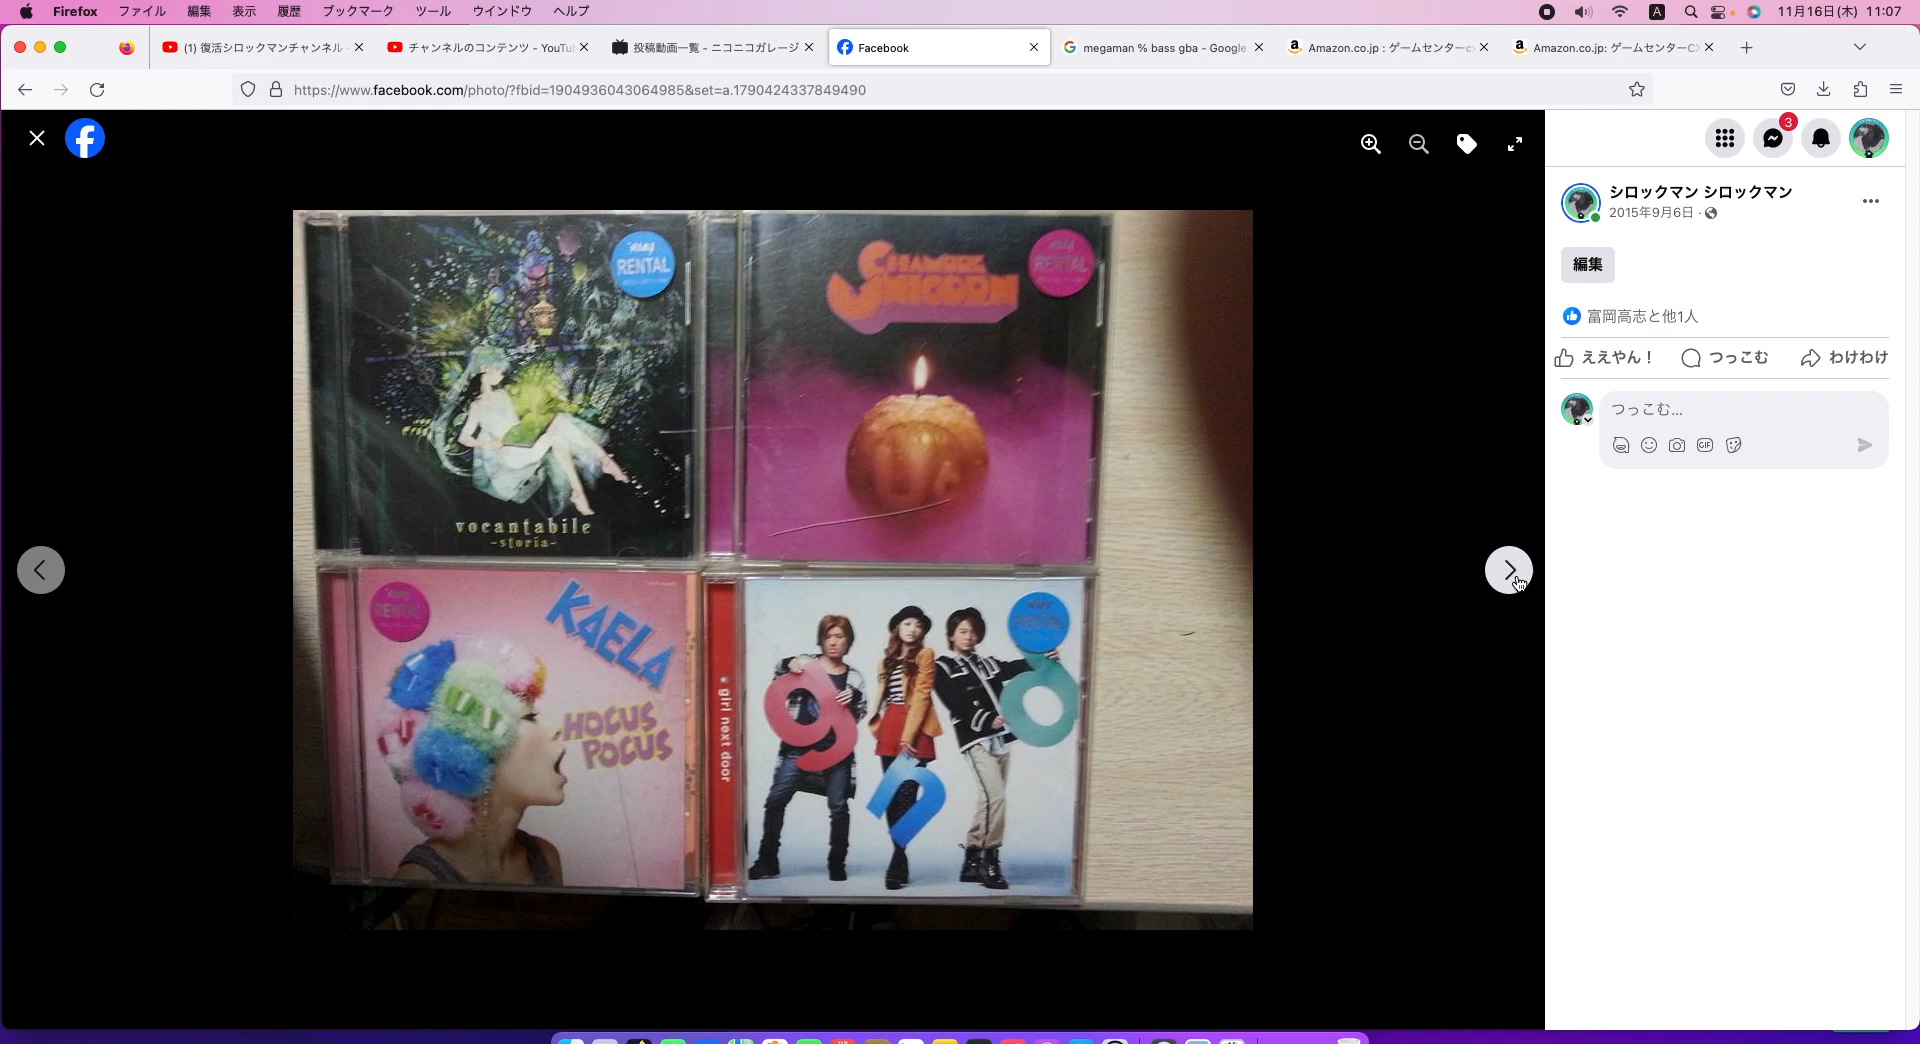 Firefox ファイル 編集 表示 履歴 ブックマーク ツール ウインドウ ヘルプ
A 11月16日(木) 11:07
(1) 復活シロックマンチャンネル
チャンネルのコンテンツ - YouTu
投稿動画一覧 - ニコニコガレージ
Facebook
megaman % bass gba - Google
Amazon.co.jp : ゲームセンターc
Amazon.co.jp: ゲームセンターC
https://www.facebook.com/photo/?fbid=1904936043064985&set=a.1790424337849490
3
シロックマン シロックマン
2015年9月6日
編集
富岡高志と他1人
ええやん！ つっこむ わけわけ
つっこむ...
GIF
RENTAL
vocantabile
-storia-
UNICORN
RENTAL
RENTAL
KAELA
HOCUS
POCUS
girl next door
g n d